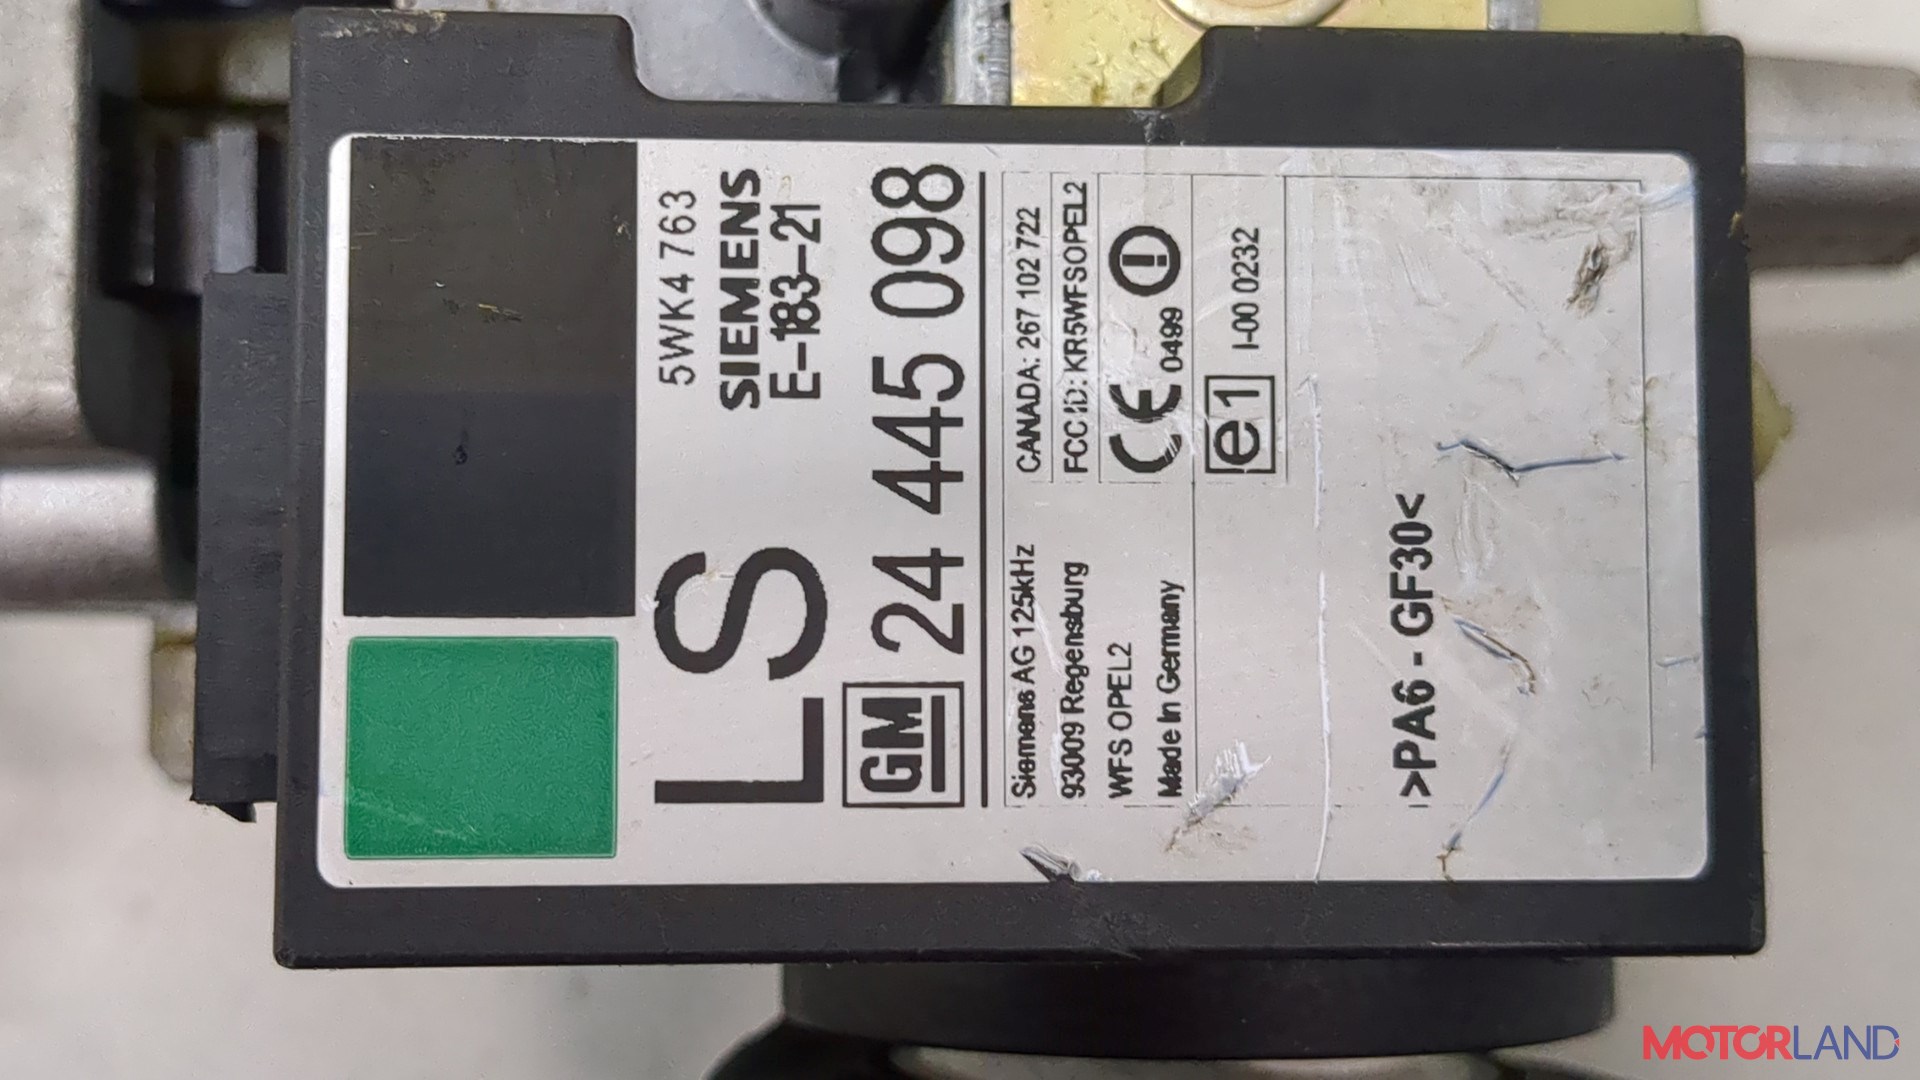 5WK4 763
LS SIEMENS
E-183-21
GM 24 445 098
Siemens AG 125kHz CANADA: 267 102 722
93009 Regensburg FCC ID: KR5WFSOPEL2
WFS OPEL2 CE 0499
Made in Germany
e1 I-00 0232
>PA6 - GF30<
MOTORLAND